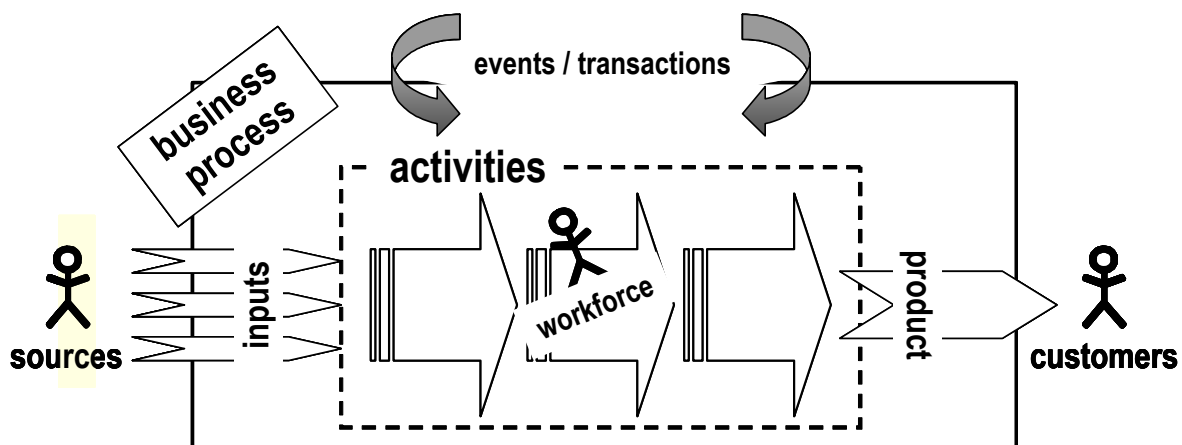 events / transactions
business
process
activities
inputs
workforce
product
sources
customers